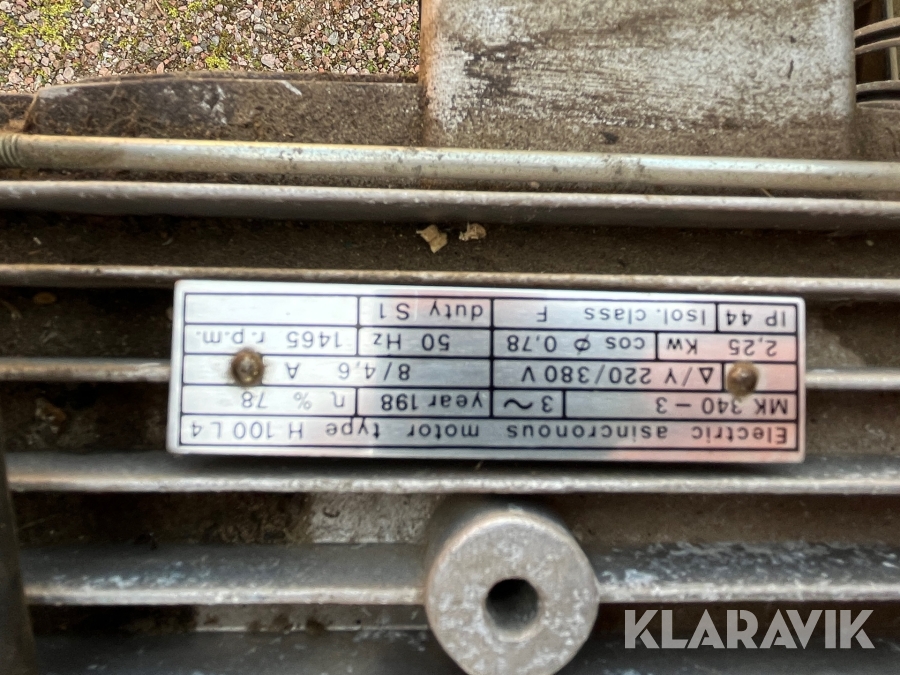 Electric asincronous motor type H 100 L 4
MK 340 - 3 3 ~ year 198 η % 78
Δ/Y 220/380 V 8/4,6 A
2,25 Kw cos Ø 0,78 50 Hz 1465 r.p.m.
IP 44 Isol. class F duty S1
KLARAVIK